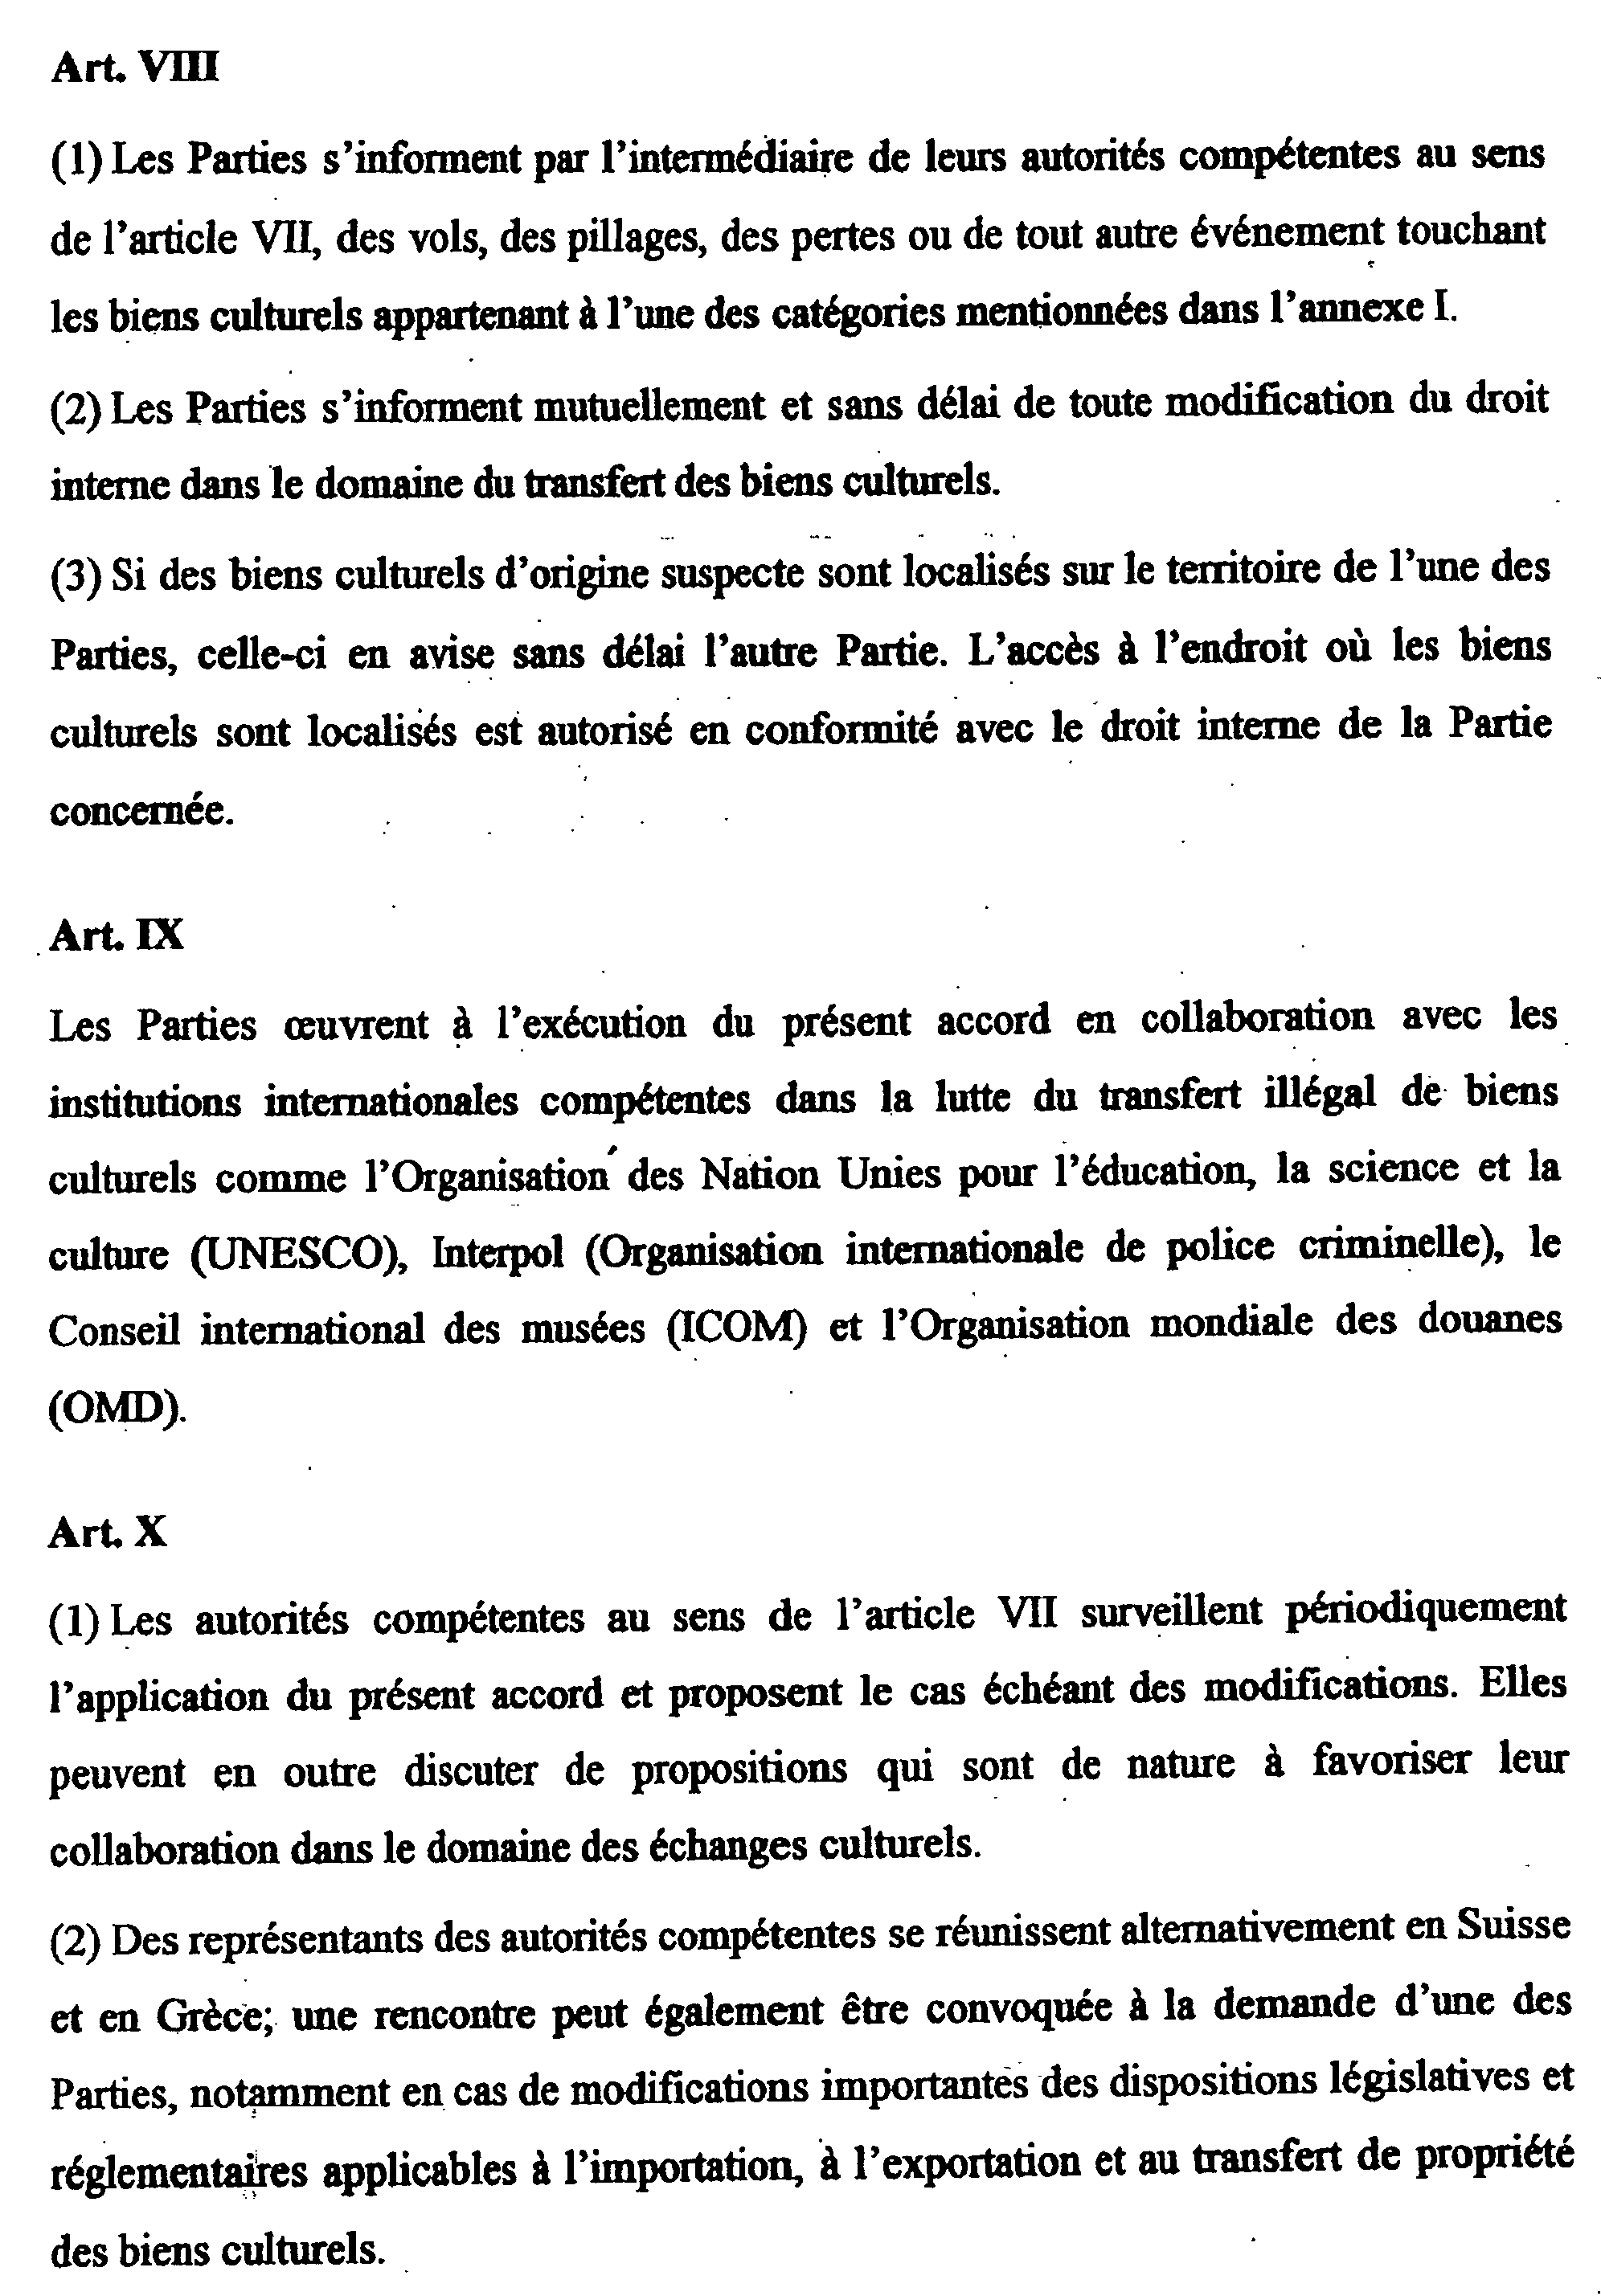 Art. VIII
(1) Les Parties s'informent par l'intermédiaire de leurs autorités compétentes au sens
de l'article VII, des vols, des pillages, des pertes ou de tout autre événement touchant
les biens culturels appartenant à l'une des catégories mentionnées dans l'annexe I.
(2) Les Parties s'informent mutuellement et sans délai de toute modification du droit
interne dans le domaine du transfert des biens culturels.
(3) Si des biens culturels d'origine suspecte sont localisés sur le territoire de l'une des
Parties, celle-ci en avise sans délai l'autre Partie. L'accès à l'endroit où les biens
culturels sont localisés est autorisé en conformité avec le droit interne de la Partie
concernée.
Art. IX
Les Parties œuvrent à l'exécution du présent accord en collaboration avec les
institutions internationales compétentes dans la lutte du transfert illégal de biens
culturels comme l'Organisation des Nation Unies pour l'éducation, la science et la
culture (UNESCO), Interpol (Organisation internationale de police criminelle), le
Conseil international des musées (ICOM) et l'Organisation mondiale des douanes
(OMD).
Art. X
(1) Les autorités compétentes au sens de l'article VII surveillent périodiquement
l'application du présent accord et proposent le cas échéant des modifications. Elles
peuvent en outre discuter de propositions qui sont de nature à favoriser leur
collaboration dans le domaine des échanges culturels.
(2) Des représentants des autorités compétentes se réunissent alternativement en Suisse
et en Grèce; une rencontre peut également être convoquée à la demande d'une des
Parties, notamment en cas de modifications importantes des dispositions législatives et
réglementaires applicables à l'importation, à l'exportation et au transfert de propriété
des biens culturels.